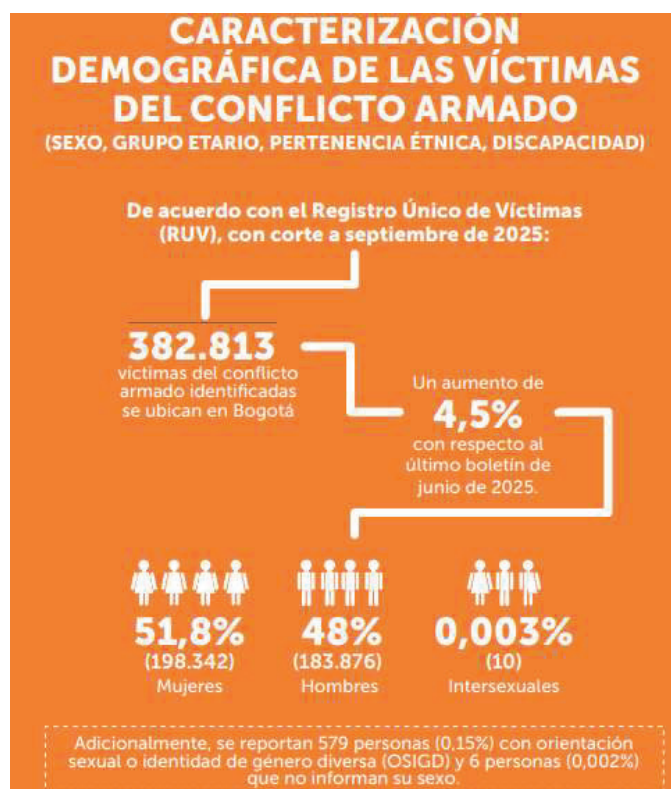 CARACTERIZACIÓN
DEMOGRÁFICA DE LAS VÍCTIMAS
DEL CONFLICTO ARMADO
(SEXO, GRUPO ETARIO, PERTENENCIA ÉTNICA, DISCAPACIDAD)
De acuerdo con el Registro Único de Víctimas
(RUV), con corte a septiembre de 2025:
382.813
víctimas del conflicto
armado identificadas
se ubican en Bogotá
Un aumento de
4,5%
con respecto al
último boletín de
junio de 2025.
51,8%
(198.342)
Mujeres
48%
(183.876)
Hombres
0,003%
(10)
Intersexuales
Adicionalmente, se reportan 579 personas (0,15%) con orientación
sexual o identidad de género diversa (OSIGD) y 6 personas (0,002%)
que no informan su sexo.